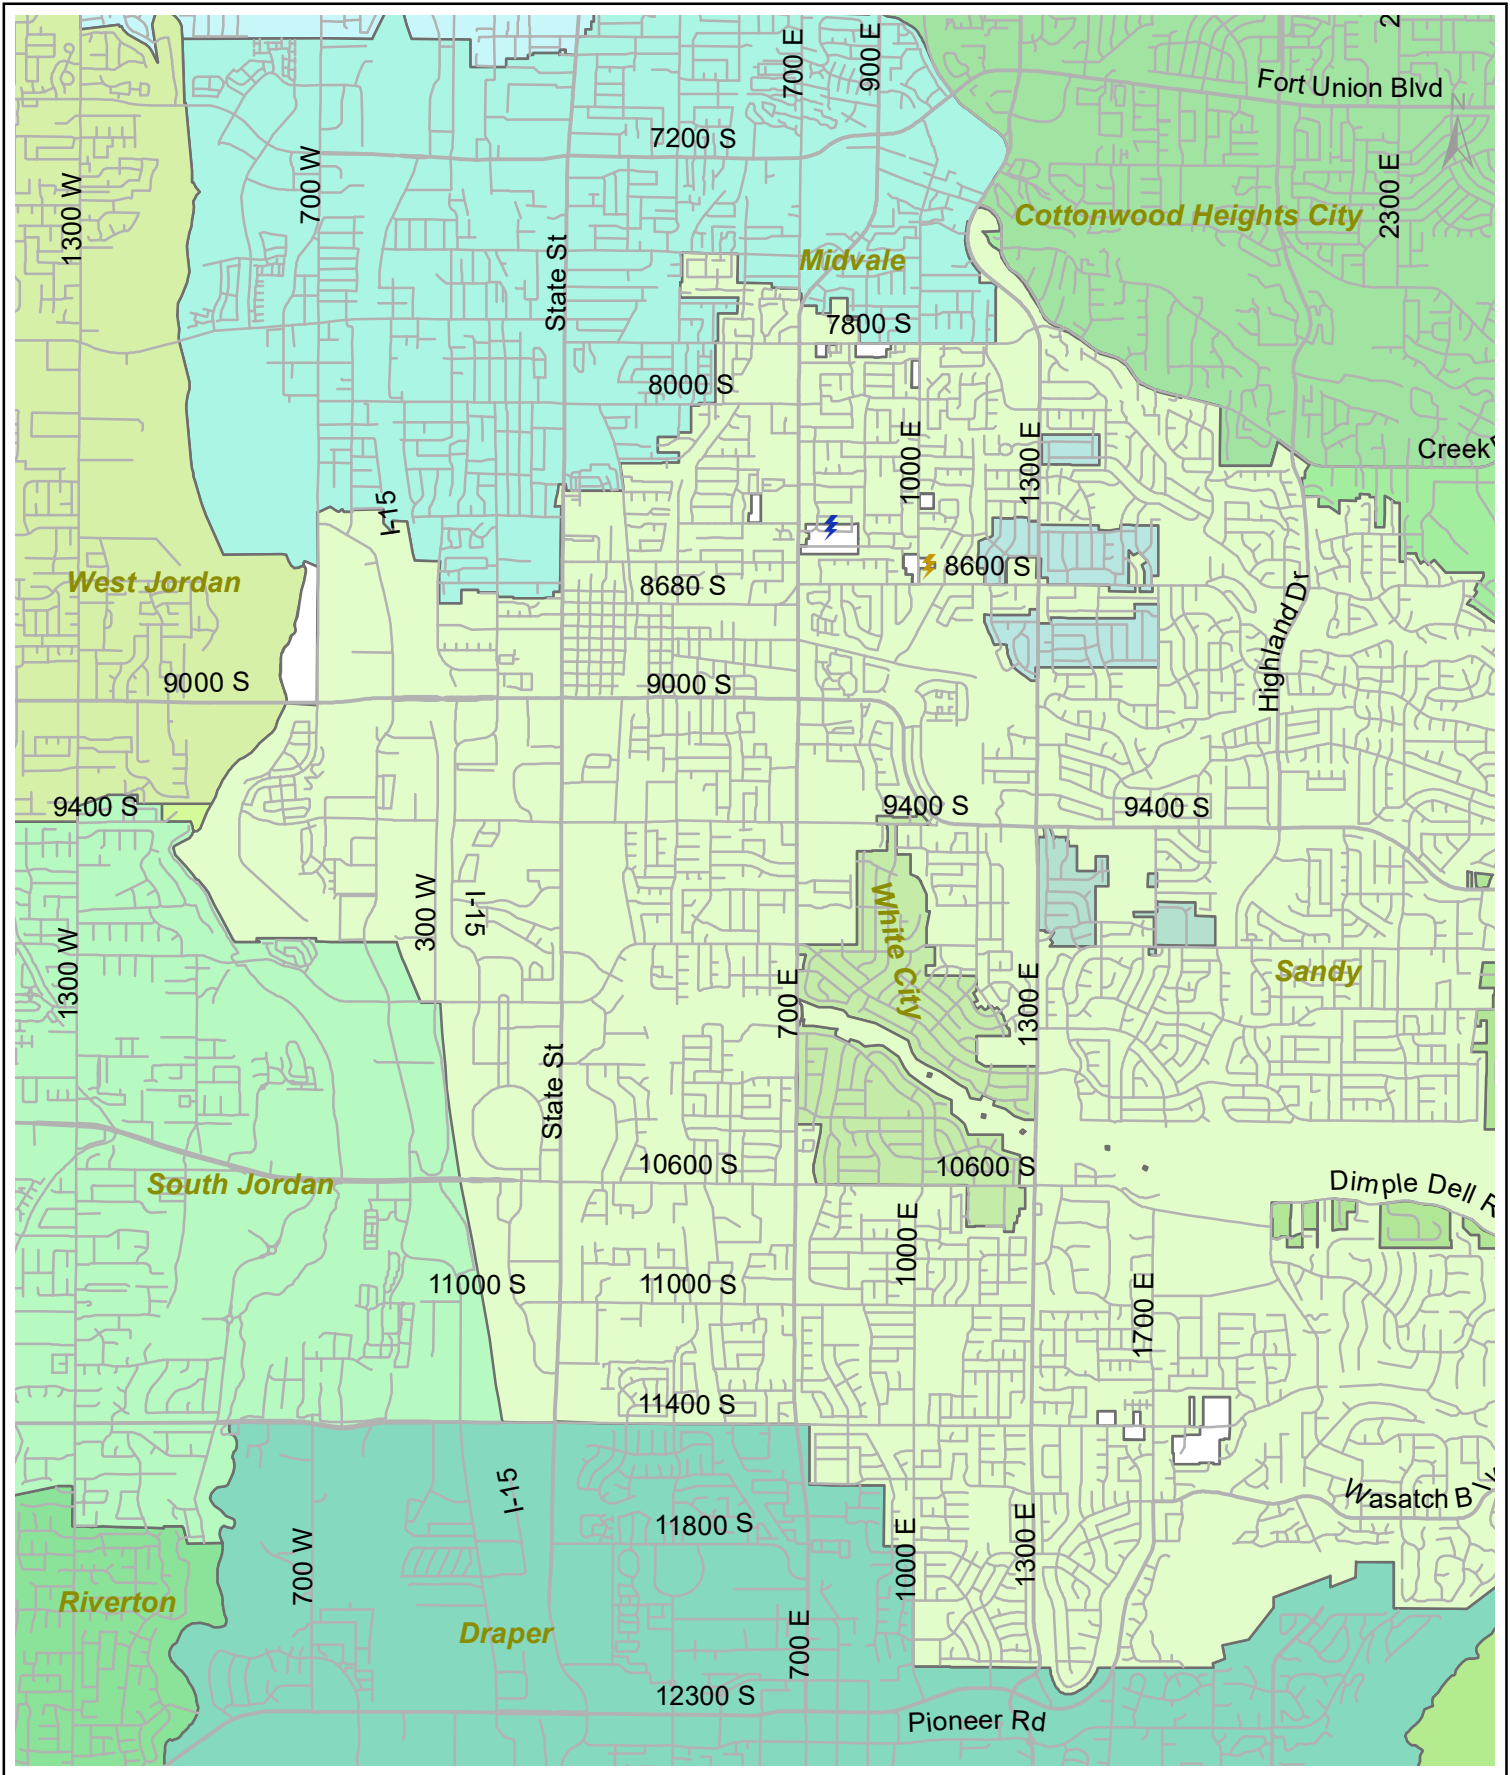 2
700 E
900 E
Fort Union Blvd
N
7200 S
700 W
1300 W
2300 E
Cottonwood Heights City
State St
Midvale
7800 S
8000 S
1000 E
1300 E
Creek
I-15
8600 S
West Jordan
8680 S
Highland Dr
9000 S
9000 S
9400 S
9400 S
9400 S
300 W
I-15
White City
1300 W
Sandy
700 E
1300 E
State St
10600 S
10600 S
South Jordan
Dimple Dell R
1000 E
11000 S
11000 S
1700 E
11400 S
I-15
Wasatch B
11800 S
1000 E
1300 E
700 W
Riverton
Draper
700 E
12300 S
Pioneer Rd